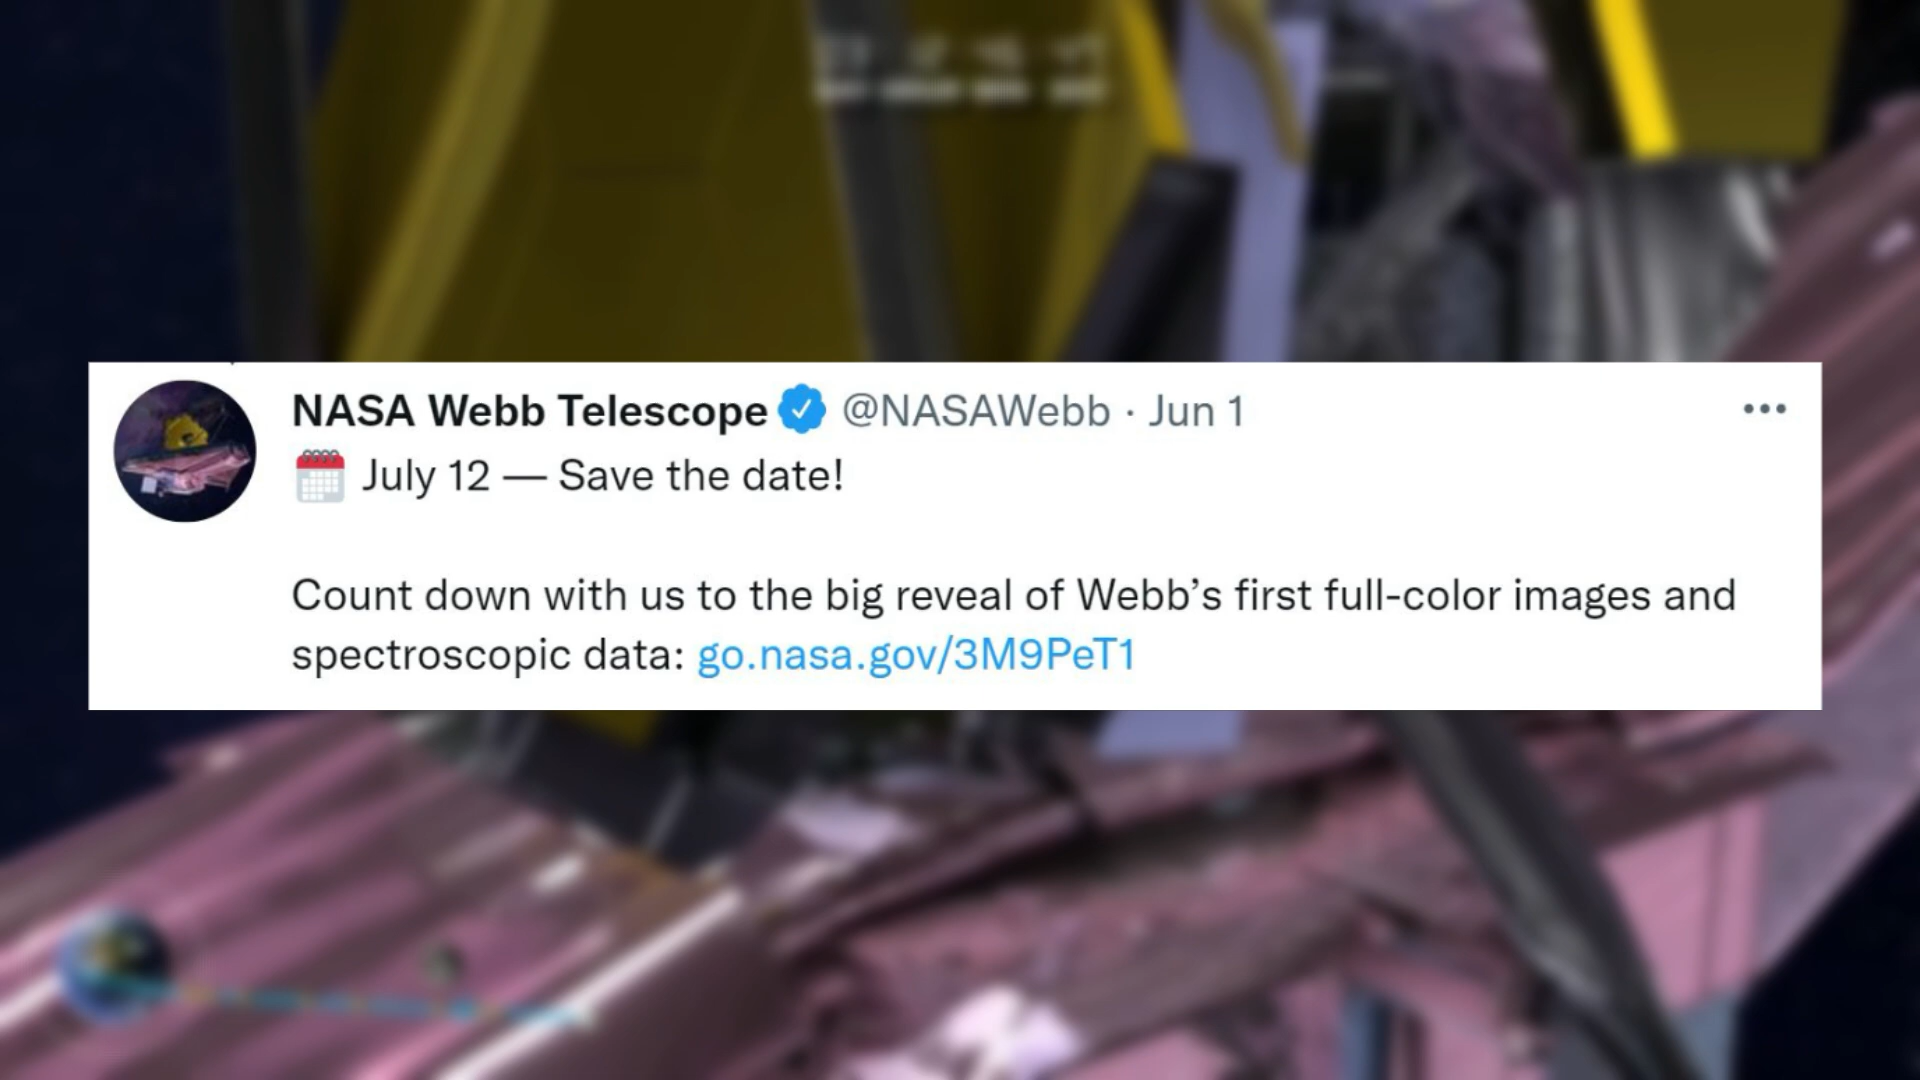 NASA Webb Telescope @NASAWebb · Jun 1
July 12 — Save the date!
Count down with us to the big reveal of Webb’s first full-color images and
spectroscopic data: go.nasa.gov/3M9PeT1